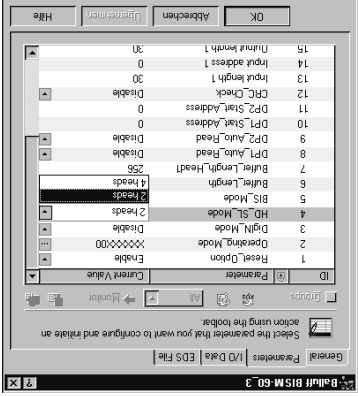 Balluff BISM-60_3
General Parameters I/O Data EDS File
Select the parameter that you want to configure and initiate an
action using the toolbar.
Groups All Monitor
ID Parameter Current Value
1 Reset_Option Enable
2 Operating_Mode XXXXXX00
3 DigiN_Mode Disable
4 HD_SL_Mode 2 heads
5 BIS_Mode 2 heads
6 Buffer_Length 4 heads
7 Buffer_Length_Head1 256
8 DP1_Auto_Read Disable
9 DP2_Auto_Read Disable
10 DP1_Start_Address 0
11 DP2_Start_Address 0
12 CRC_Check Disable
13 Input length 1 30
14 Input address 1 0
15 Output length 1 30
OK Abbrechen Übernehmen Hilfe